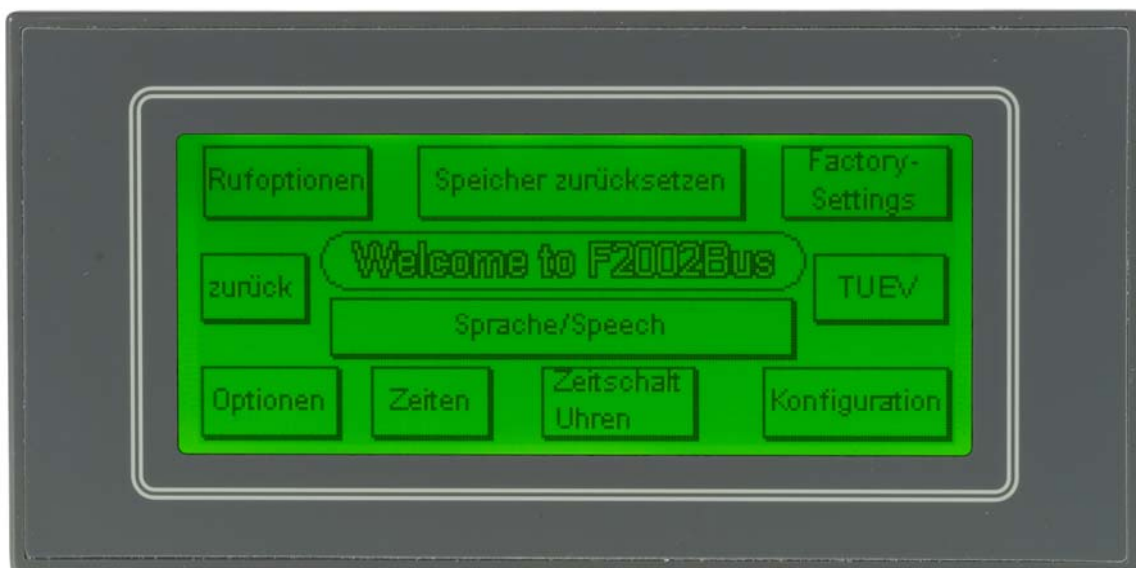 Rufoptionen
Speicher zurücksetzen
Factory-
Settings
zurück
Welcome to F2002Bus
TUEV
Sprache/Speech
Optionen
Zeiten
Zeitschalt
Uhren
Konfiguration